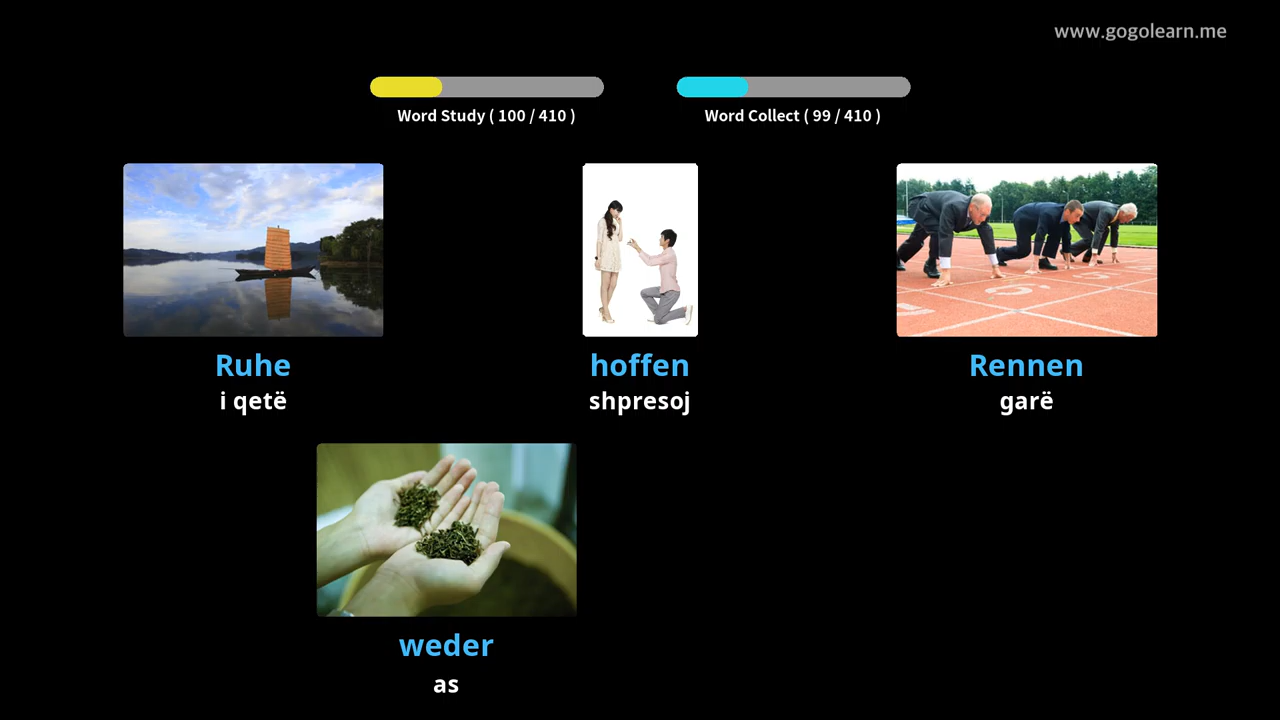 www.gogolearn.me
Word Study ( 100 / 410 )
Word Collect ( 99 / 410 )
Ruhe
i qetë
hoffen
shpresoj
Rennen
garë
weder
as